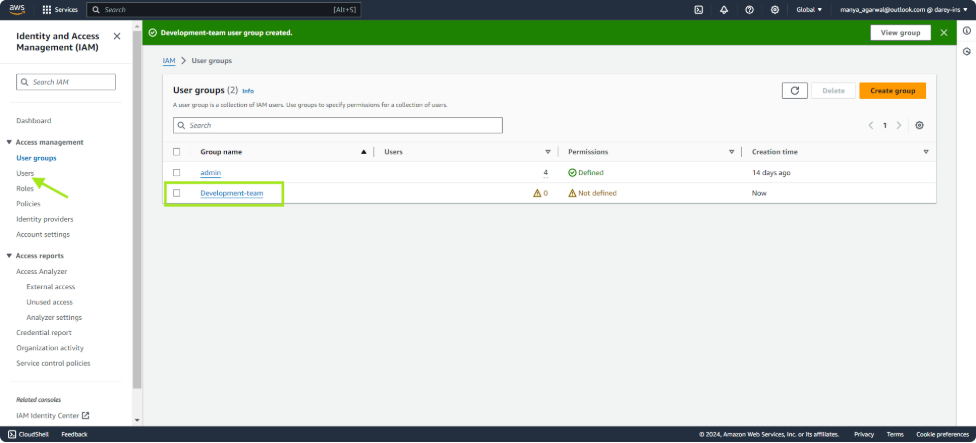 aws
Services
Search
[Alt+S]
Global
manya_agarwal@outlook.com @ darey-ins
Identity and Access Management (IAM)
Search IAM
Dashboard
Access management
User groups
Users
Roles
Policies
Identity providers
Account settings
Access reports
Access Analyzer
External access
Unused access
Analyzer settings
Credential report
Organization activity
Service control policies
Related consoles
IAM Identity Center
Development-team user group created.
View group
IAM > User groups
User groups (2) Info
A user group is a collection of IAM users. Use groups to specify permissions for a collection of users.
Delete
Create group
Search
1
Group name Users Permissions Creation time
admin 4 Defined 14 days ago
Development-team 0 Not defined Now
CloudShell Feedback
© 2024, Amazon Web Services, Inc. or its affiliates. Privacy Terms Cookie preferences